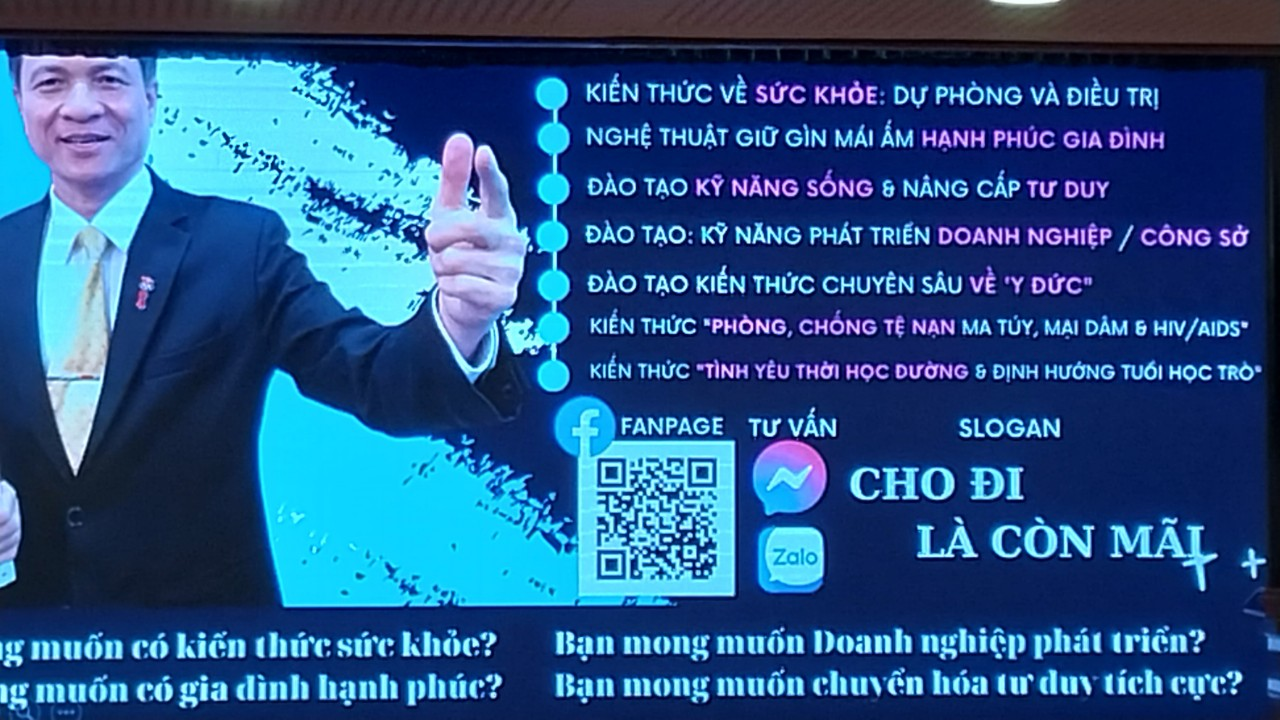 KIẾN THỨC VỀ SỨC KHỎE: DỰ PHÒNG VÀ ĐIỀU TRỊ
NGHỆ THUẬT GIỮ GÌN MÁI ẤM HẠNH PHÚC GIA ĐÌNH
ĐÀO TẠO KỸ NĂNG SỐNG & NÂNG CẤP TƯ DUY
ĐÀO TẠO: KỸ NĂNG PHÁT TRIỂN DOANH NGHIỆP / CÔNG SỞ
ĐÀO TẠO KIẾN THỨC CHUYÊN SÂU VỀ 'Y ĐỨC"
KIẾN THỨC "PHÒNG, CHỐNG TỆ NẠN MA TÚY, MẠI DÂM & HIV/AIDS"
KIẾN THỨC "TÌNH YÊU THỜI HỌC ĐƯỜNG & ĐỊNH HƯỚNG TUỔI HỌC TRÒ"
FANPAGE TƯ VẤN SLOGAN
CHO ĐI
LÀ CÒN MÃI
Zalo
muốn có kiến thức sức khỏe?
muốn có gia đình hạnh phúc?
Bạn mong muốn Doanh nghiệp phát triển?
Bạn mong muốn chuyển hóa tư duy tích cực?